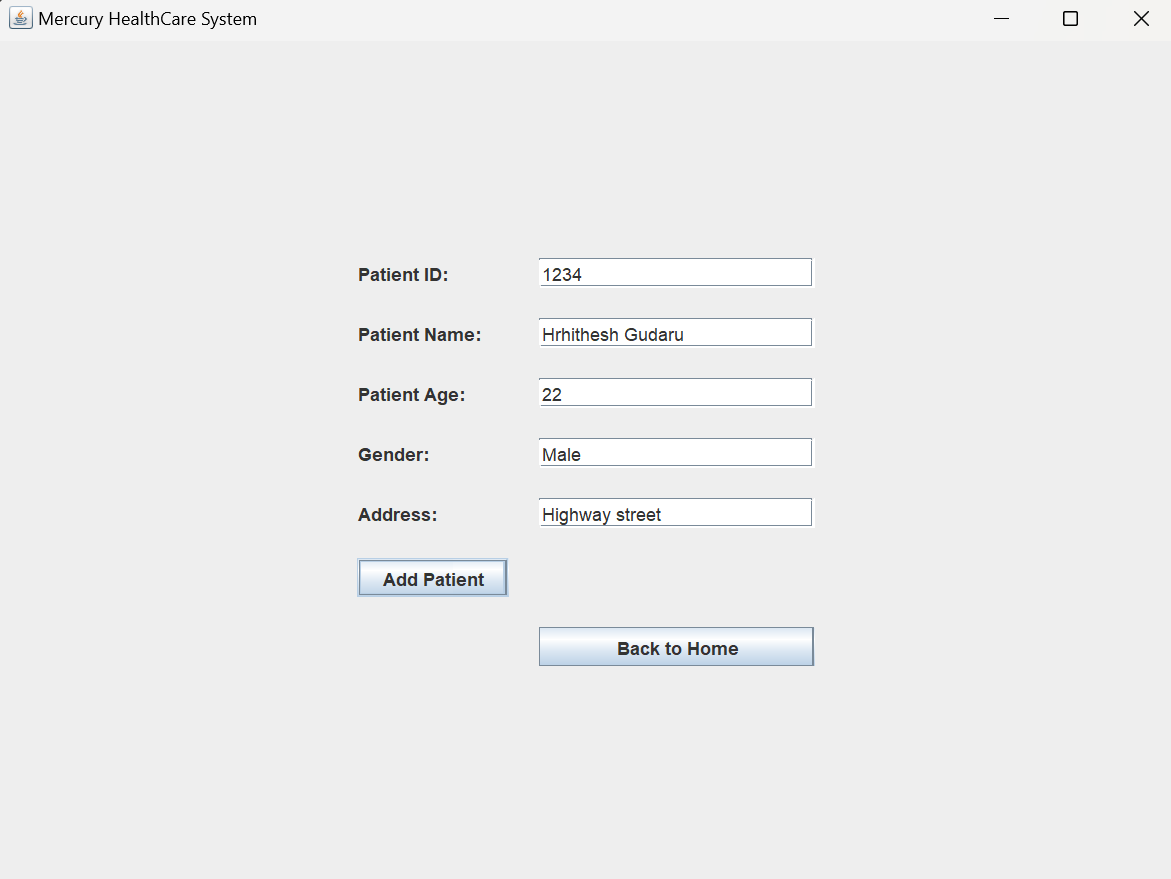 Mercury HealthCare System
Patient ID: 1234
Patient Name: Hrhithesh Gudaru
Patient Age: 22
Gender: Male
Address: Highway street
Add Patient
Back to Home